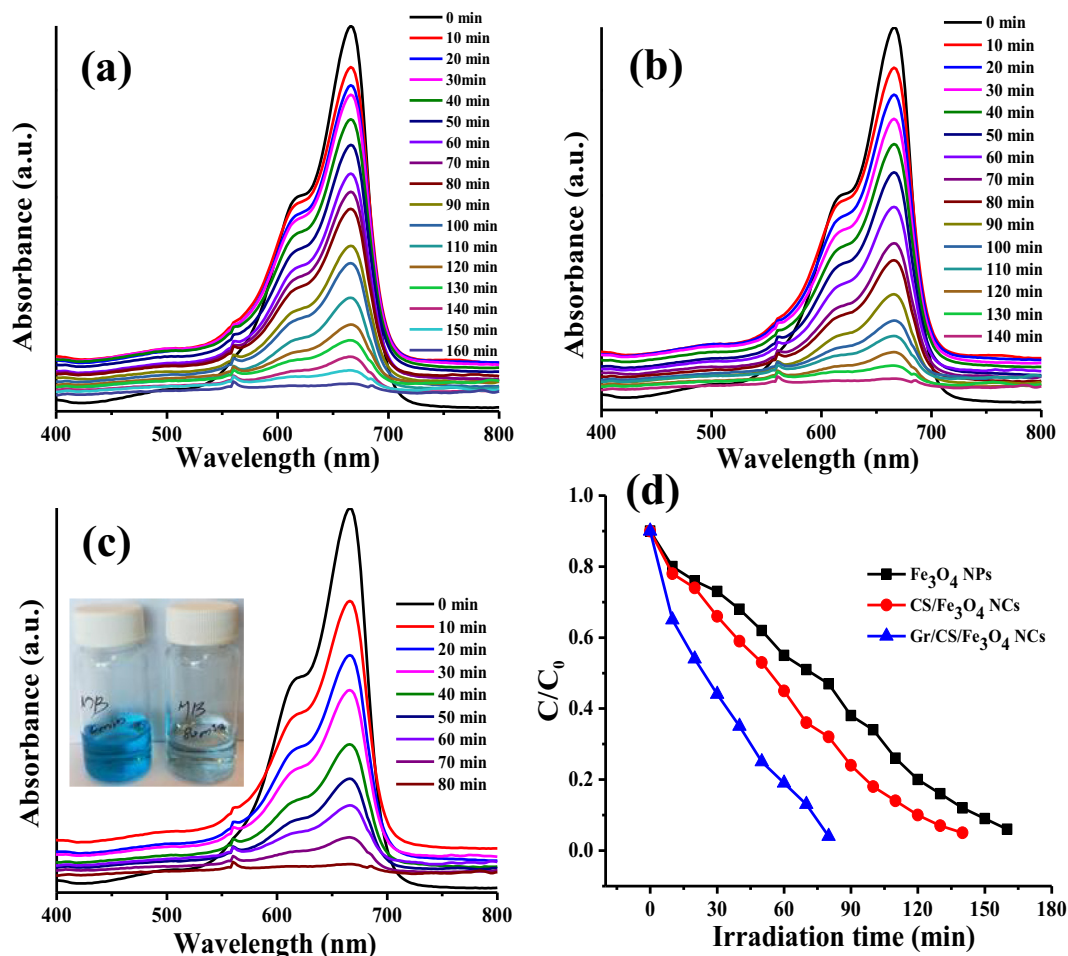 (a)
0 min
10 min
20 min
30min
40 min
50 min
60 min
70 min
80 min
90 min
100 min
110 min
120 min
130 min
140 min
150 min
160 min
Absorbance (a.u.)
400 500 600 700 800
Wavelength (nm)
(b)
0 min
10 min
20 min
30 min
40 min
50 min
60 min
70 min
80 min
90 min
100 min
110 min
120 min
130 min
140 min
Absorbance (a.u.)
400 500 600 700 800
Wavelength (nm)
(c)
MB
MB
80 min
0 min
10 min
20 min
30 min
40 min
50 min
60 min
70 min
80 min
Absorbance (a.u.)
400 500 600 700 800
Wavelength (nm)
(d)
1.0
0.8
0.6
0.4
0.2
0.0
C/C₀
Fe₃O₄ NPs
CS/Fe₃O₄ NCs
Gr/CS/Fe₃O₄ NCs
0 30 60 90 120 150 180
Irradiation time (min)